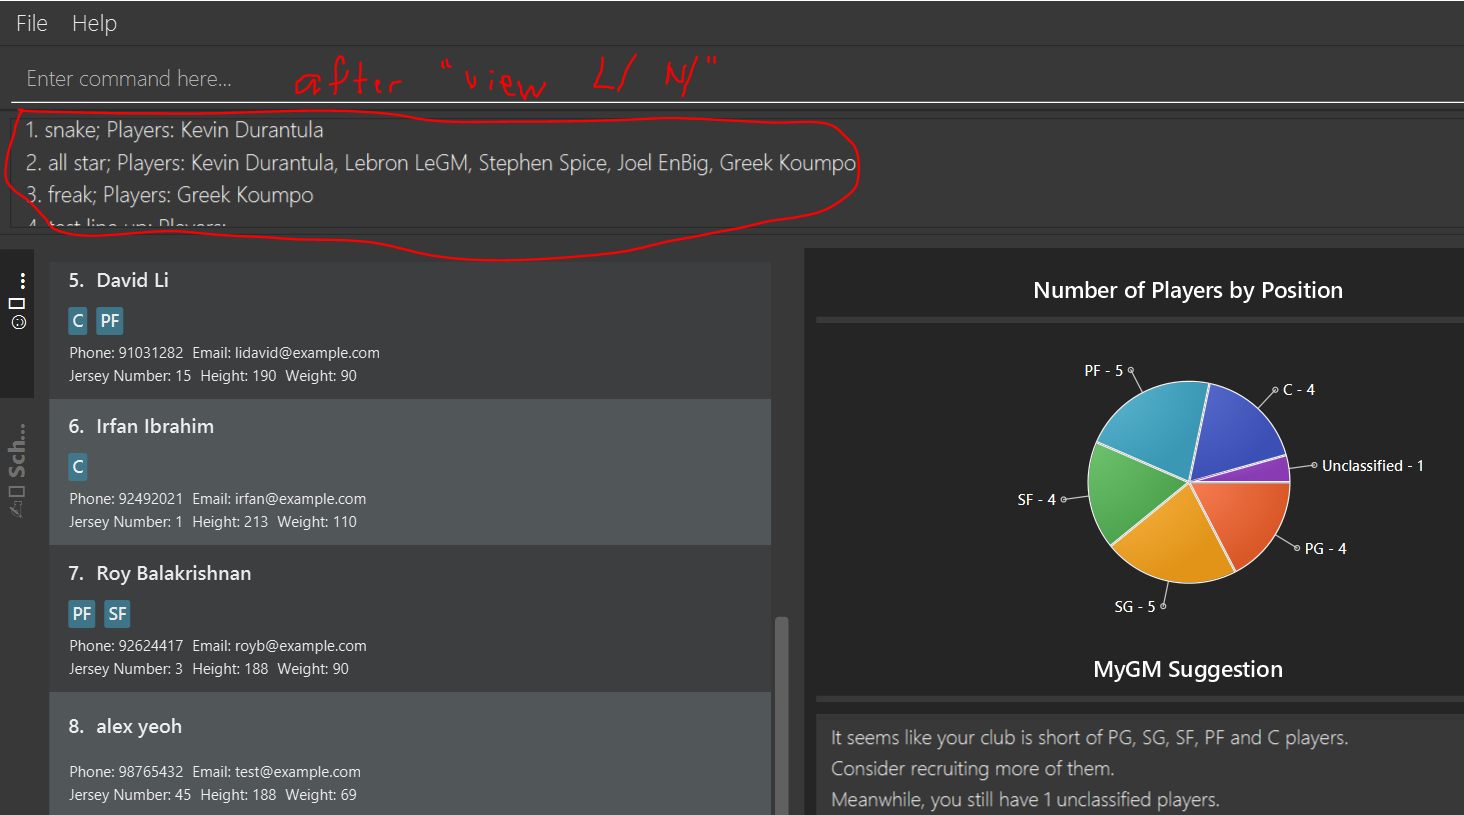 File Help
Enter command here...
after "view L/ N/"
1. snake; Players: Kevin Durantula
2. all star; Players: Kevin Durantula, Lebron LeGM, Stephen Spice, Joel EnBig, Greek Koumpo
3. freak; Players: Greek Koumpo
4. test line up; Players:
Sch...
5. David Li
C PF
Phone: 91031282 Email: lidavid@example.com
Jersey Number: 15 Height: 190 Weight: 90
6. Irfan Ibrahim
C
Phone: 92492021 Email: irfan@example.com
Jersey Number: 1 Height: 213 Weight: 110
7. Roy Balakrishnan
PF SF
Phone: 92624417 Email: royb@example.com
Jersey Number: 3 Height: 188 Weight: 90
8. alex yeoh
Phone: 98765432 Email: test@example.com
Jersey Number: 45 Height: 188 Weight: 69
Number of Players by Position
PF - 5
C - 4
Unclassified - 1
SF - 4
PG - 4
SG - 5
MyGM Suggestion
It seems like your club is short of PG, SG, SF, PF and C players.
Consider recruiting more of them.
Meanwhile, you still have 1 unclassified players.